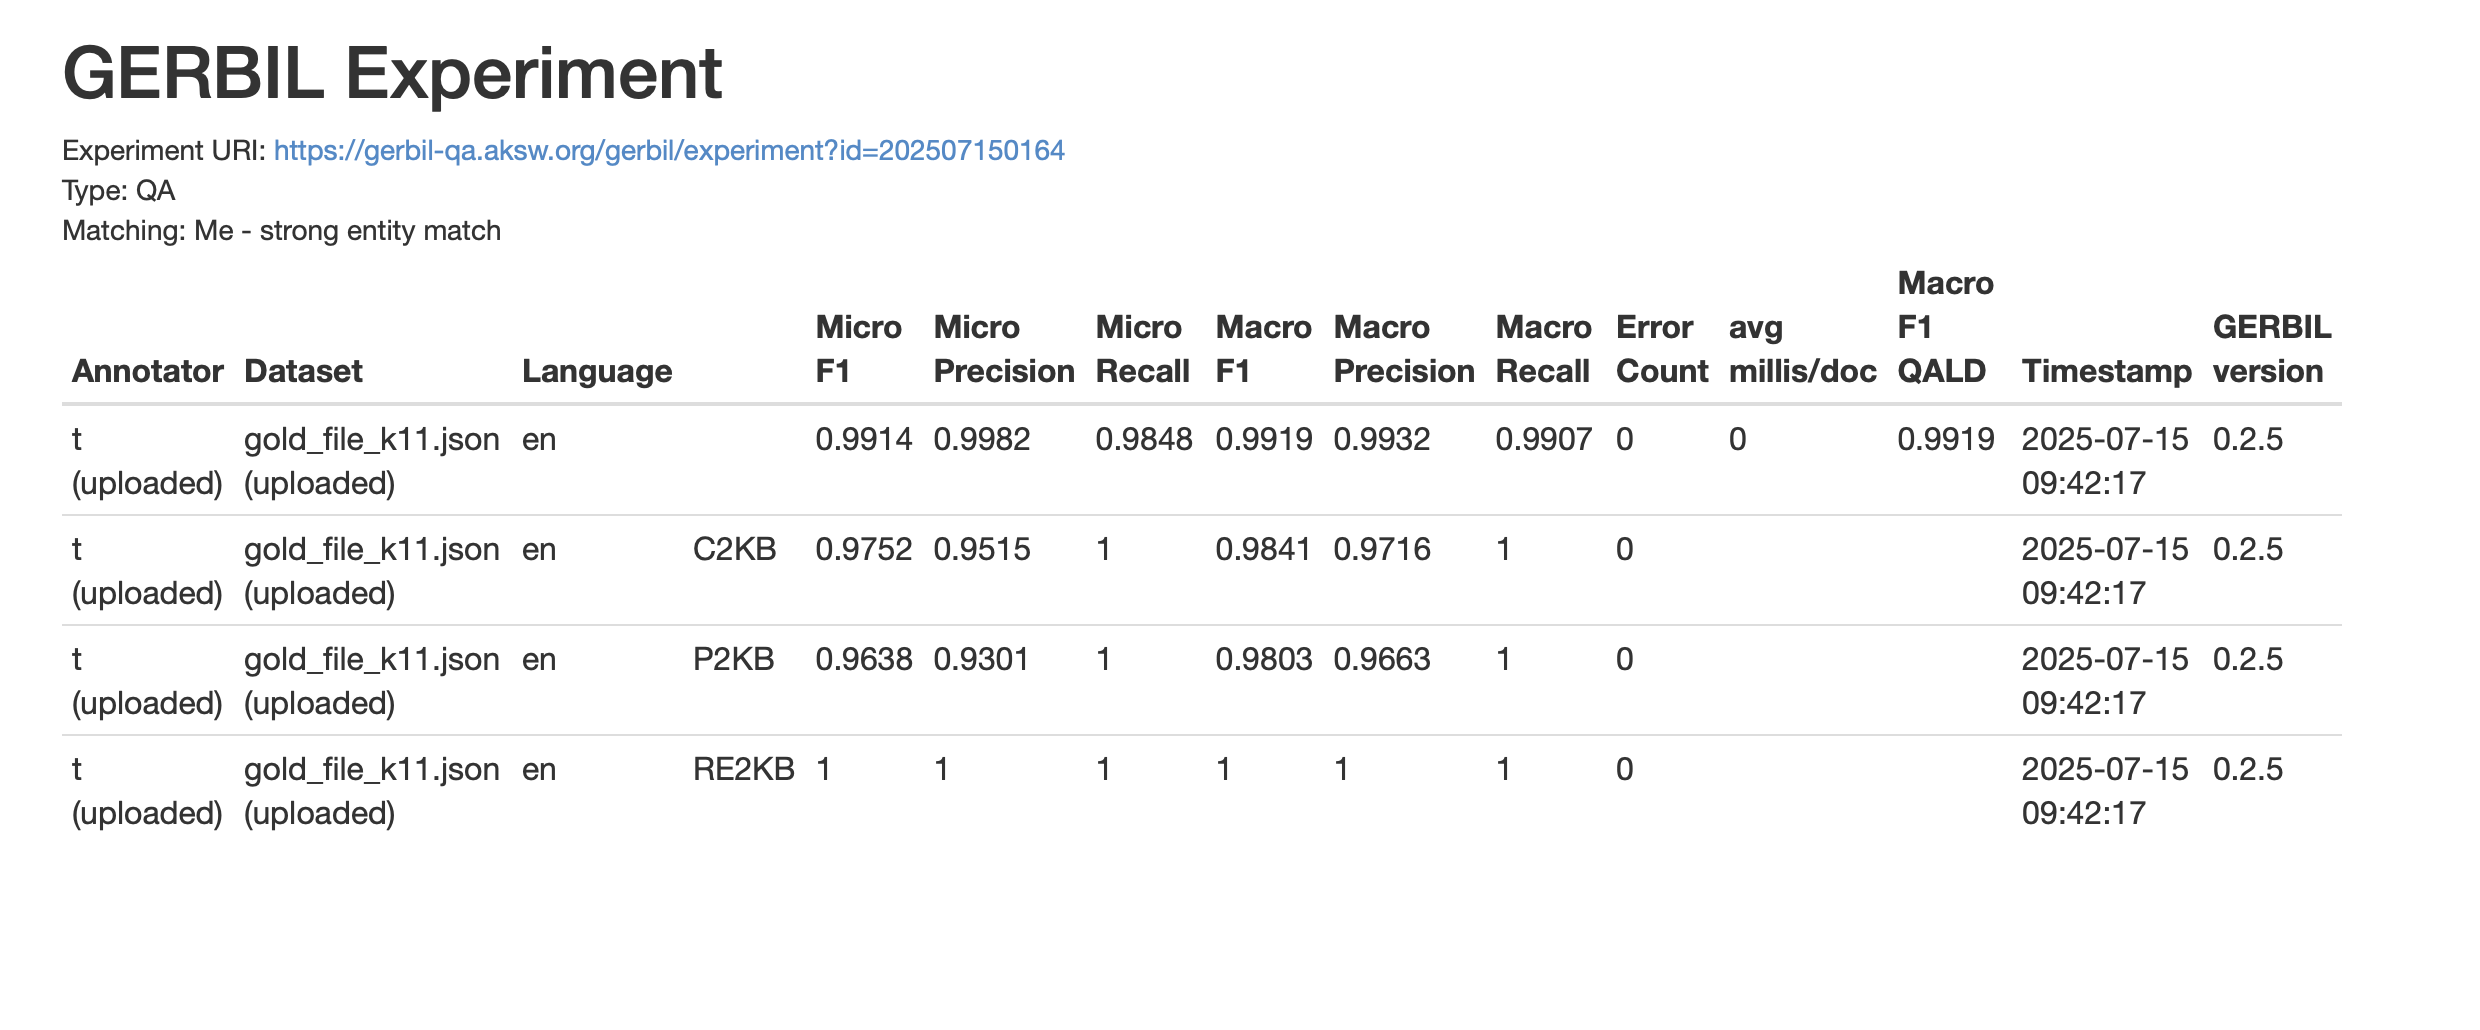 GERBIL Experiment
Experiment URI: https://gerbil-qa.aksw.org/gerbil/experiment?id=202507150164
Type: QA
Matching: Me - strong entity match
Macro
Micro Micro Micro Macro Macro Macro Error avg F1 GERBIL
Annotator Dataset Language F1 Precision Recall F1 Precision Recall Count millis/doc QALD Timestamp version
t gold_file_k11.json en 0.9914 0.9982 0.9848 0.9919 0.9932 0.9907 0 0 0.9919 2025-07-15 0.2.5
(uploaded) (uploaded) 09:42:17
t gold_file_k11.json en C2KB 0.9752 0.9515 1 0.9841 0.9716 1 0 2025-07-15 0.2.5
(uploaded) (uploaded) 09:42:17
t gold_file_k11.json en P2KB 0.9638 0.9301 1 0.9803 0.9663 1 0 2025-07-15 0.2.5
(uploaded) (uploaded) 09:42:17
t gold_file_k11.json en RE2KB 1 1 1 1 1 1 0 2025-07-15 0.2.5
(uploaded) (uploaded) 09:42:17